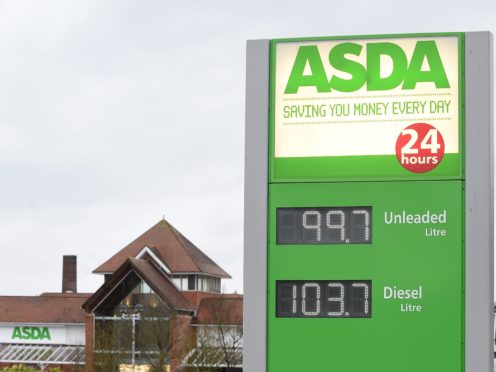 ASDA
SAVING YOU MONEY EVERY DAY
24
hours
99.7 Unleaded
Litre
103.7 Diesel
Litre
ASDA